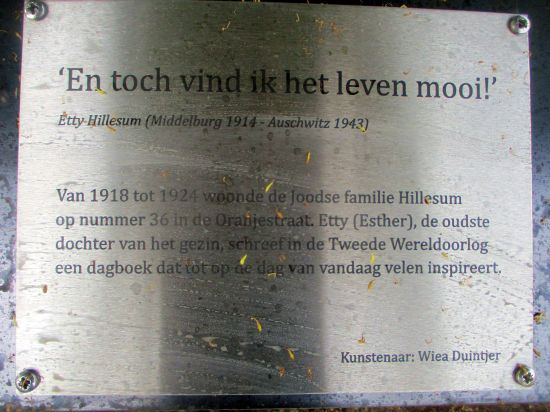 ‘En toch vind ik het leven mooi!’
Etty Hillesum (Middelburg 1914 - Auschwitz 1943)
Van 1918 tot 1924 woonde de Joodse familie Hillesum
op nummer 36 in de Oranjestraat. Etty (Esther), de oudste
dochter van het gezin, schreef in de Tweede Wereldoorlog
een dagboek dat tot op de dag van vandaag velen inspireert.
Kunstenaar: Wiea Duintjer